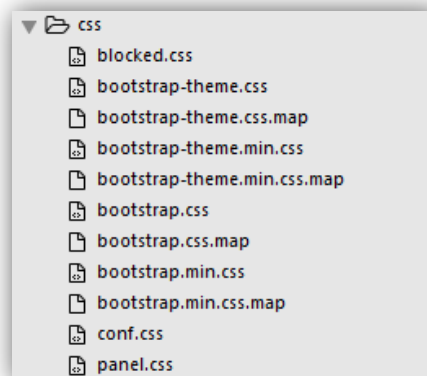 css
blocked.css
bootstrap-theme.css
bootstrap-theme.css.map
bootstrap-theme.min.css
bootstrap-theme.min.css.map
bootstrap.css
bootstrap.css.map
bootstrap.min.css
bootstrap.min.css.map
conf.css
panel.css